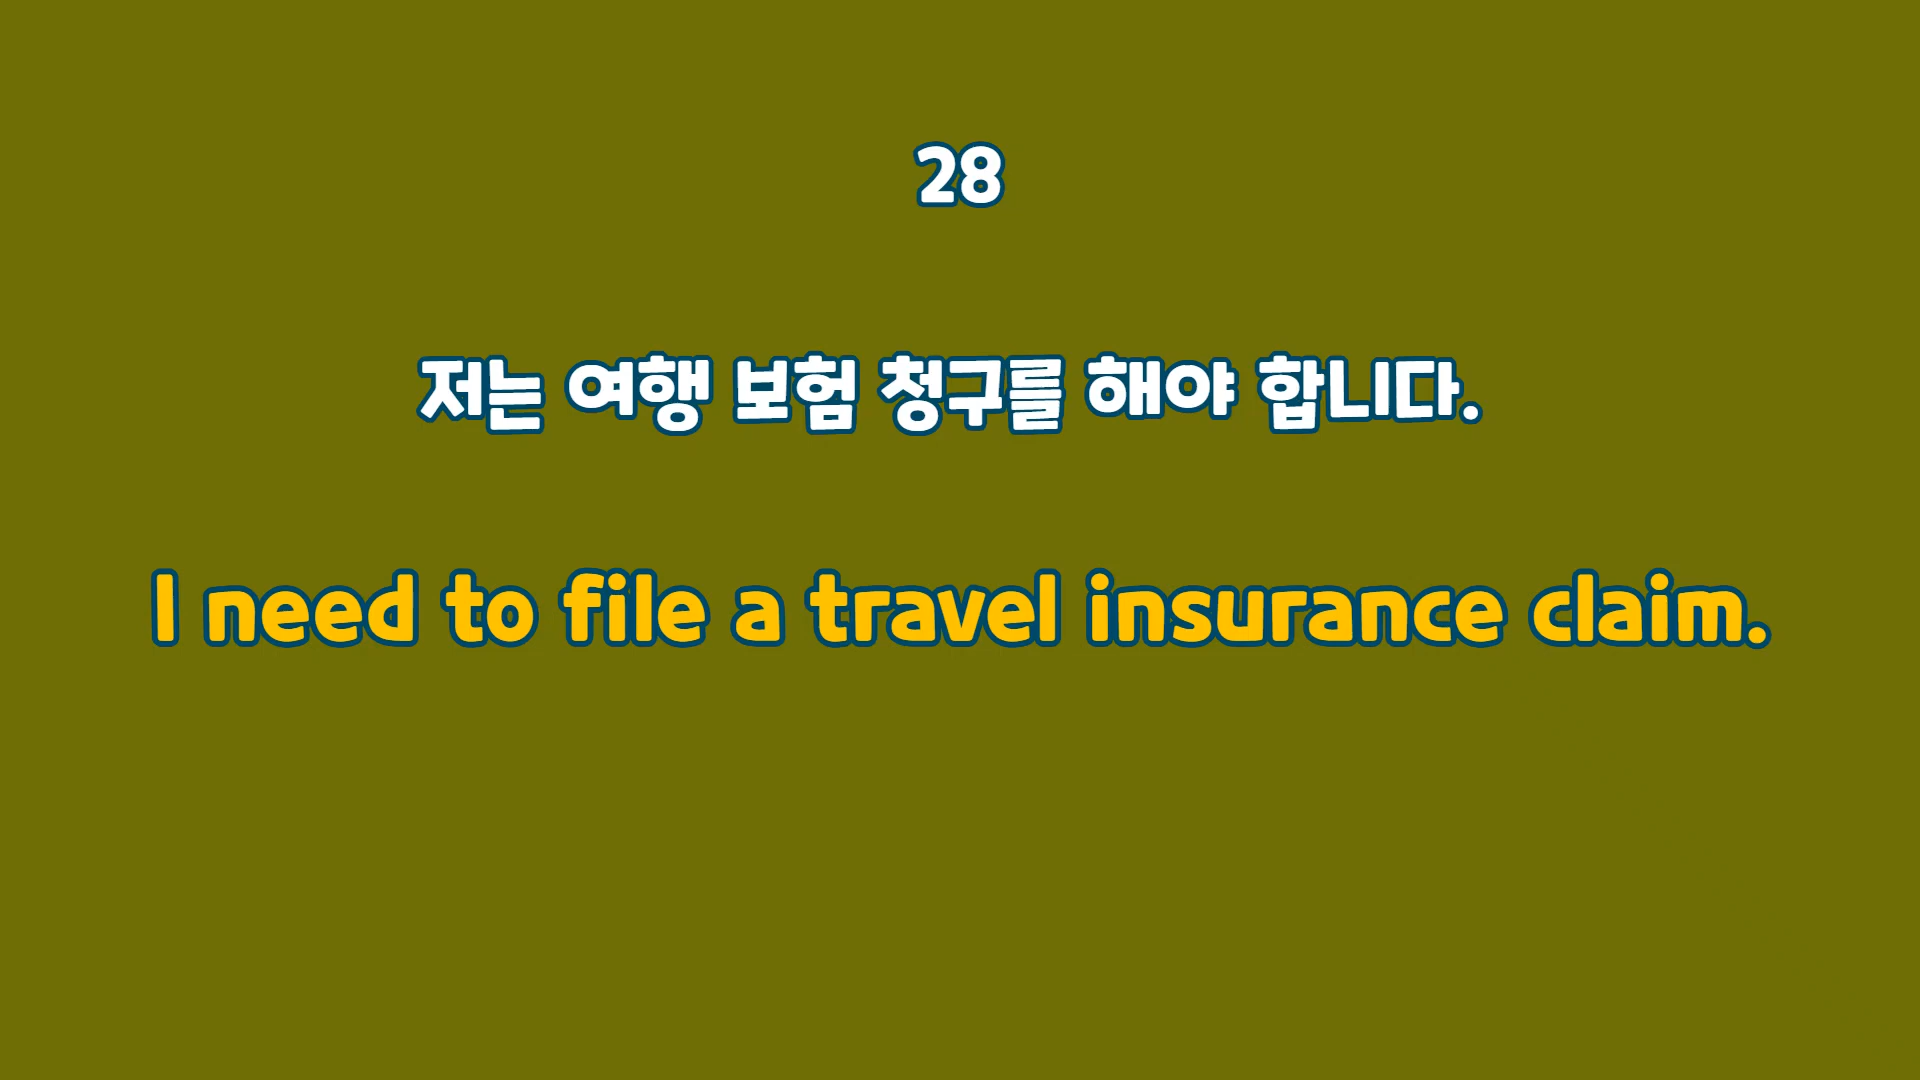 28
저는 여행 보험 청구를 해야 합니다.
I need to file a travel insurance claim.